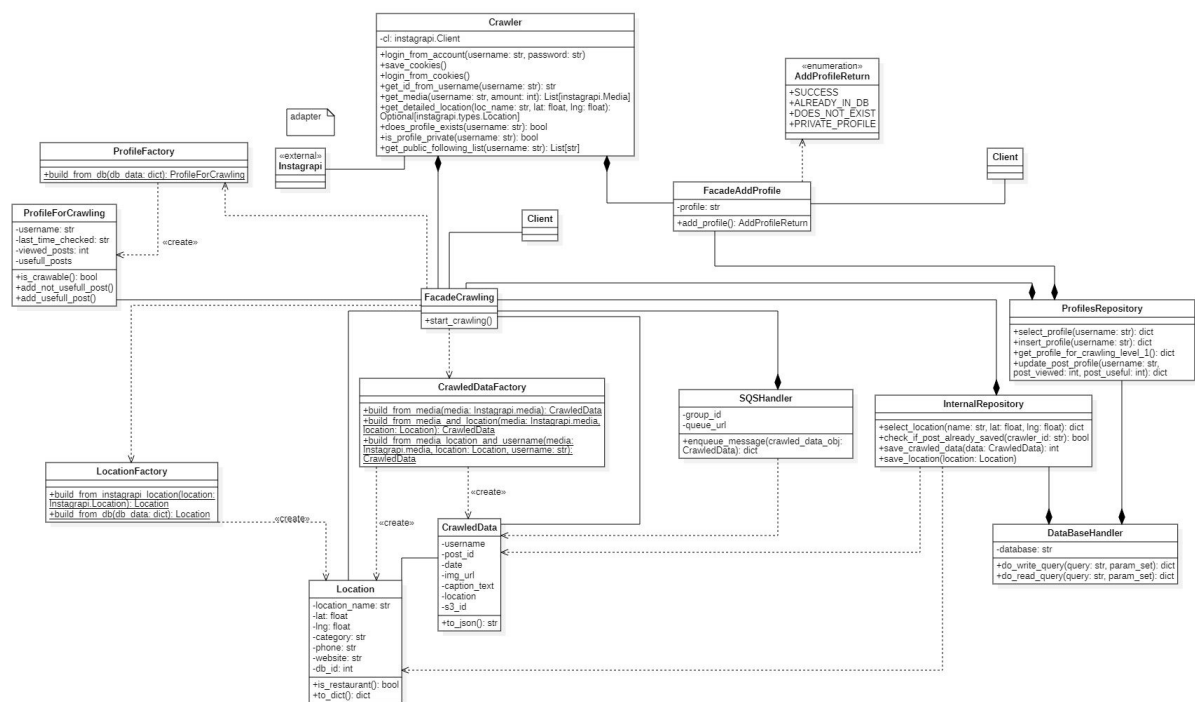 Crawler
-cl: instagrapi.Client
+login_from_account(username: str, password: str)
+save_cookies()
+login_from_cookies()
+get_id_from_username(username: str): str
+get_media(username: str, amount: int): List[instagrapi.Media]
+get_detailed_location(loc_name: str, lat: float, lng: float):
Optional[instagrapi.types.Location]
+does_profile_exists(username: str): bool
+is_profile_private(username: str): bool
+get_public_following_list(username: str): List[str]
«enumeration»
AddProfileReturn
+SUCCESS
+ALREADY_IN_DB
+DOES_NOT_EXIST
+PRIVATE_PROFILE
adapter
«external»
Instagrapi
ProfileFactory
+build_from_db(db_data: dict): ProfileForCrawling
Client
FacadeAddProfile
-profile: str
+add_profile(): AddProfileReturn
ProfileForCrawling
-username: str
-last_time_checked: str
-viewed_posts: int
-usefull_posts
+is_crawable(): bool
+add_not_usefull_post()
+add_usefull_post()
«create»
Client
FacadeCrawling
+start_crawling()
ProfilesRepository
+select_profile(username: str): dict
+insert_profile(username: str): dict
+get_profile_for_crawling_level_1(): dict
+update_post_profile(username: str,
post_viewed: int, post_useful: int): dict
CrawledDataFactory
+build_from_media(media: Instagrapi.media): CrawledData
+build_from_media_and_location(media: Instagrapi.media,
location: Location): CrawledData
+build_from_media_location_and_username(media:
Instagrapi.media, location: Location, username: str):
CrawledData
SQSHandler
-group_id
-queue_url
+enqueue_message(crawled_data_obj:
CrawledData): dict
InternalRepository
+select_location(name: str, lat: float, lng: float): dict
+check_if_post_already_saved(crawler_id: str): bool
+save_crawled_data(data: CrawledData): int
+save_location(location: Location)
LocationFactory
+build_from_instagrapi_location(location:
Instagrapi.Location): Location
+build_from_db(db_data: dict): Location
«create»
«create»
«create»
CrawledData
-username
-post_id
-date
-img_url
-caption_text
-location
-s3_id
+to_json(): str
DataBaseHandler
-database: str
+do_write_query(query: str, param_set): dict
+do_read_query(query: str, param_set): dict
Location
-location_name: str
-lat: float
-lng: float
-category: str
-phone: str
-website: str
-db_id: int
+is_restaurant(): bool
+to_dict(): dict